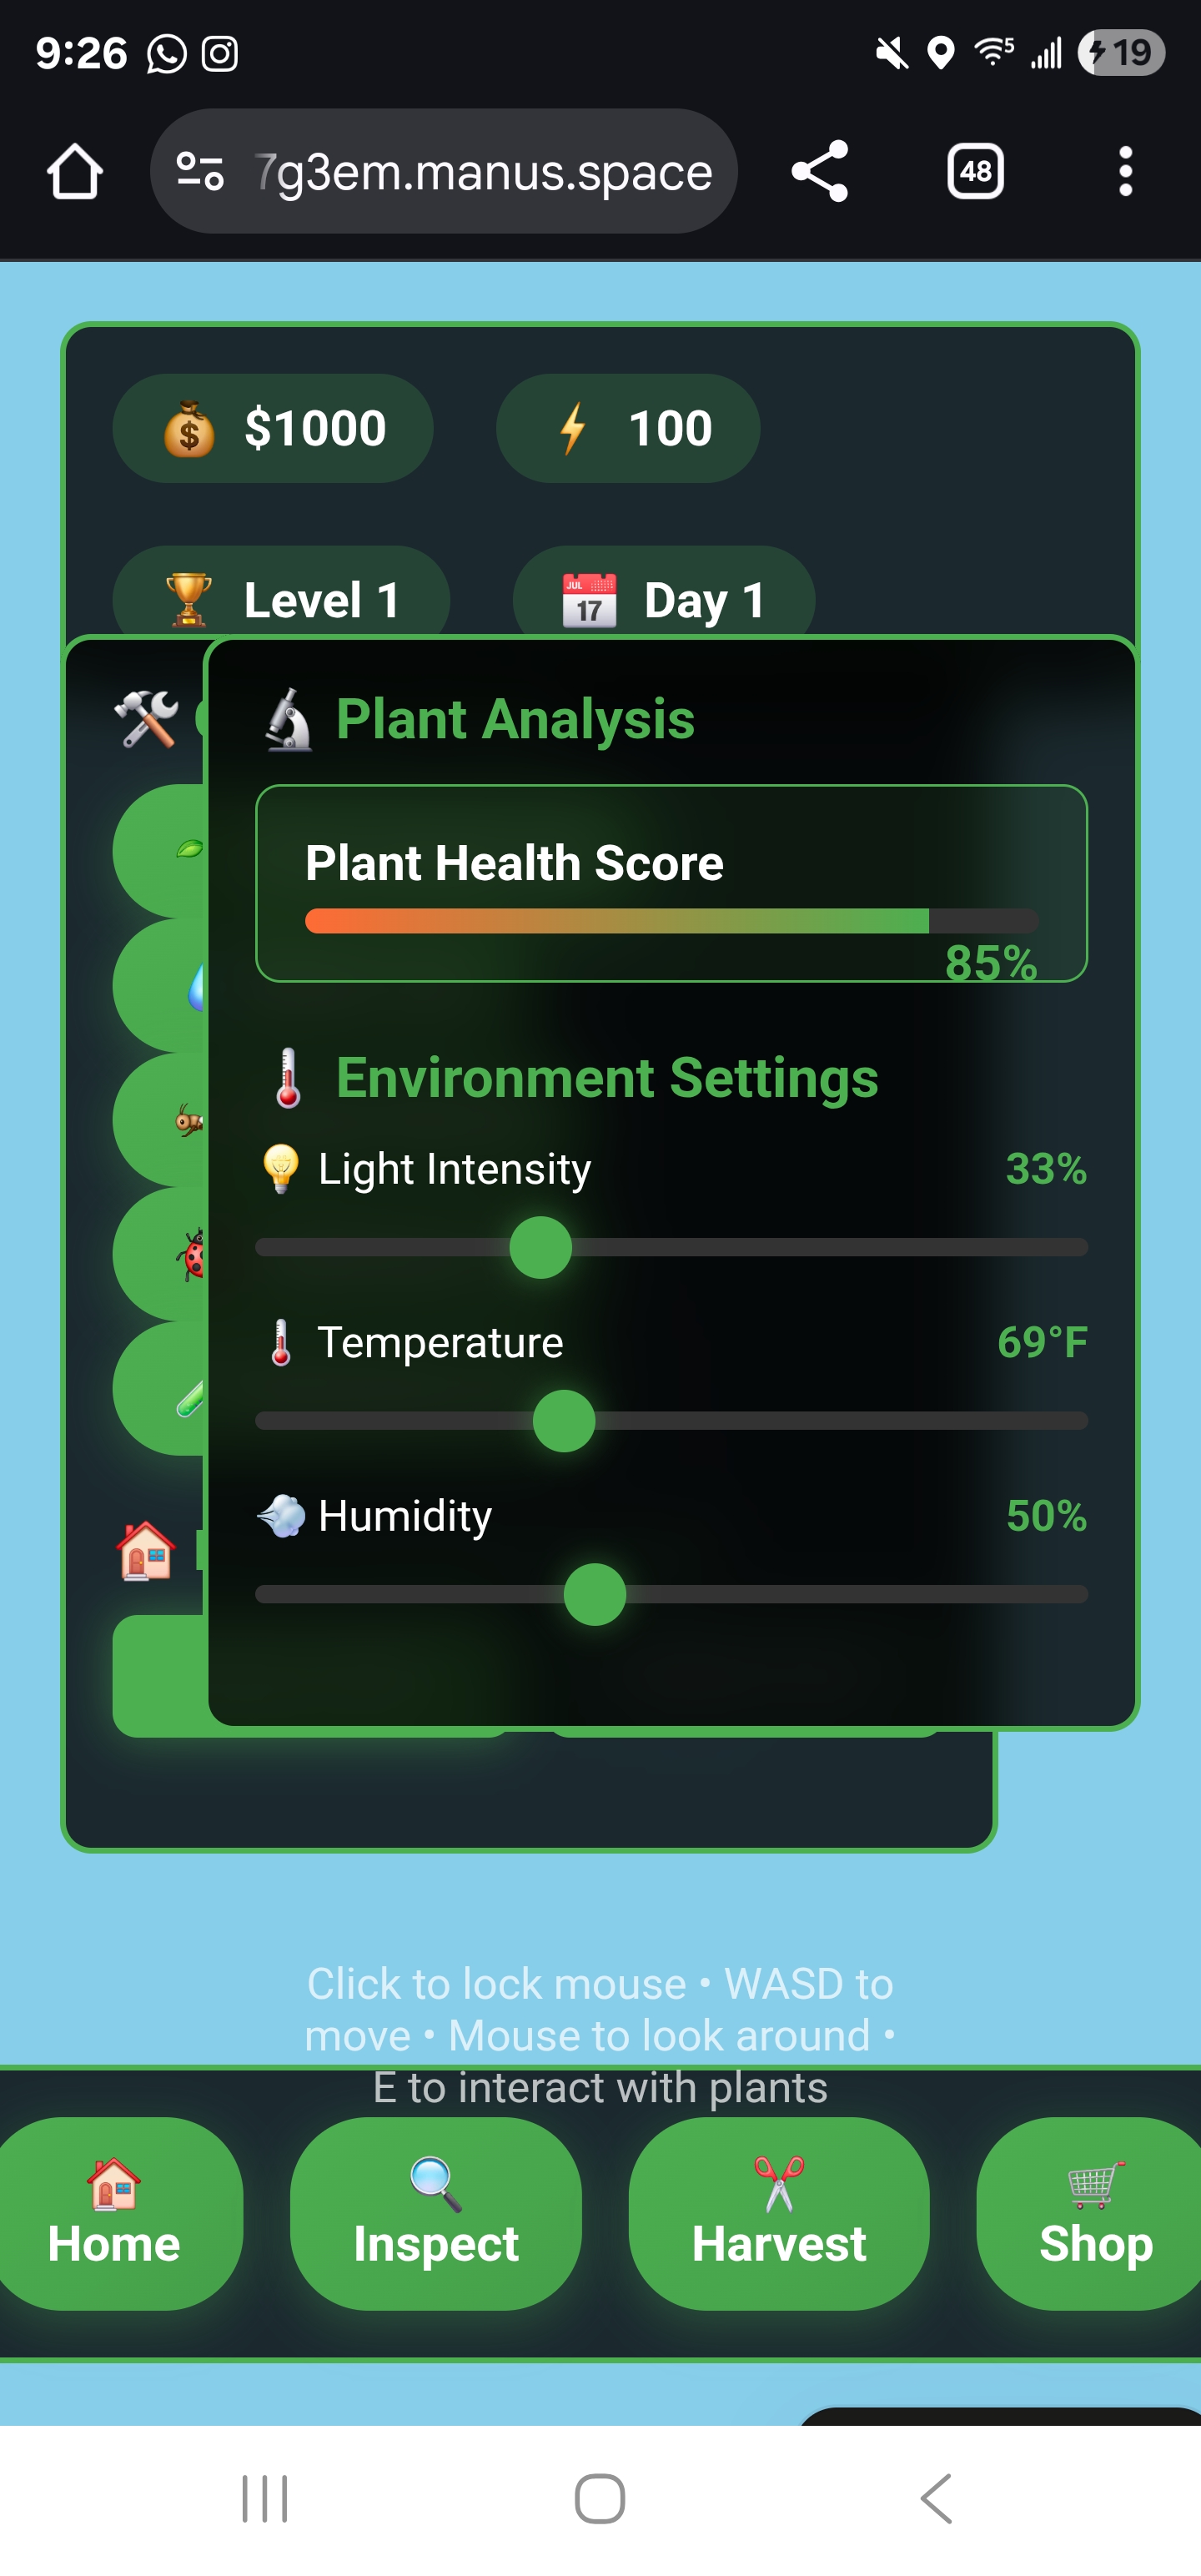 9:26
5
19
7g3em.manus.space
48
$1000
100
Level 1
JUL
17
Day 1
Plant Analysis
Plant Health Score
85%
Environment Settings
Light Intensity
33%
Temperature
69°F
Humidity
50%
Click to lock mouse • WASD to
move • Mouse to look around •
E to interact with plants
Home
Inspect
Harvest
Shop